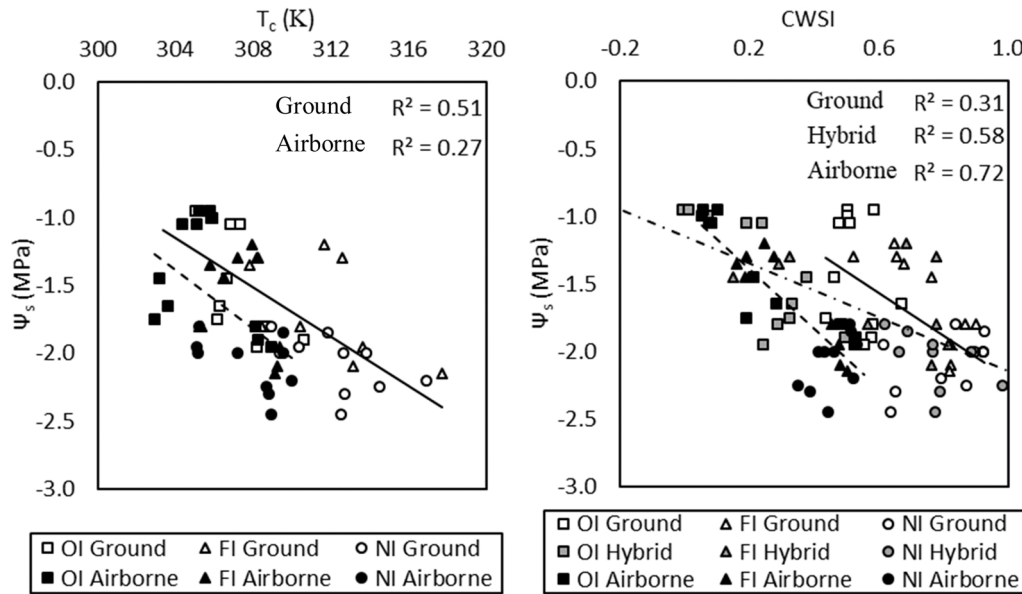 T_c (K)
300 304 308 312 316 320
0.0
-0.5
-1.0
-1.5
-2.0
-2.5
-3.0
Ψ_s (MPa)
Ground R² = 0.51
Airborne R² = 0.27
OI Ground FI Ground NI Ground
OI Airborne FI Airborne NI Airborne
CWSI
-0.2 0.2 0.6 1.0
0.0
-0.5
-1.0
-1.5
-2.0
-2.5
-3.0
Ψ_s (MPa)
Ground R² = 0.31
Hybrid R² = 0.58
Airborne R² = 0.72
OI Ground FI Ground NI Ground
OI Hybrid FI Hybrid NI Hybrid
OI Airborne FI Airborne NI Airborne